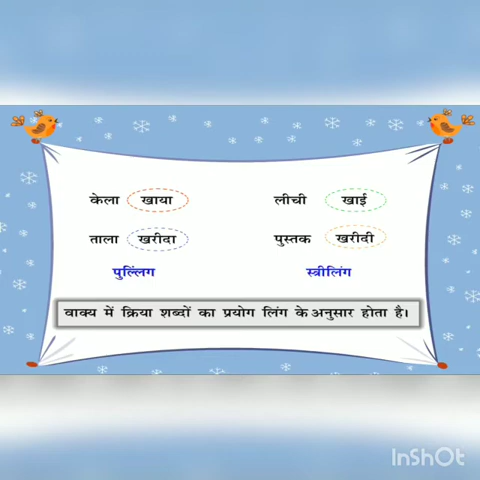 केला खाया लीची खाई
ताला खरीदा पुस्तक खरीदी
पुल्लिंग स्त्रीलिंग
वाक्य में क्रिया शब्दों का प्रयोग लिंग के अनुसार होता है।
InShOt